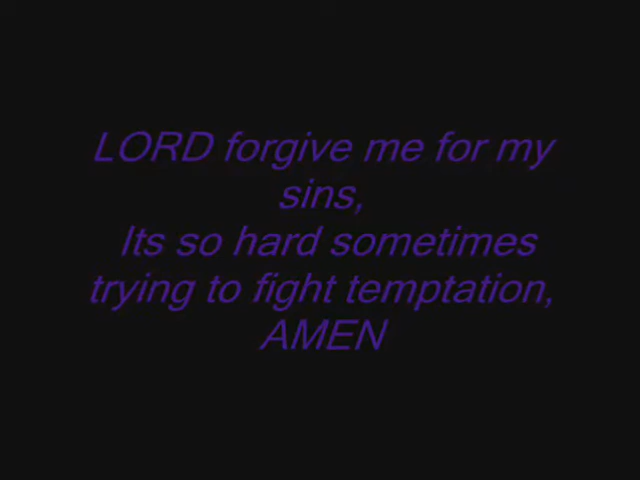 LORD forgive me for my
sins,
Its so hard sometimes
trying to fight temptation,
AMEN